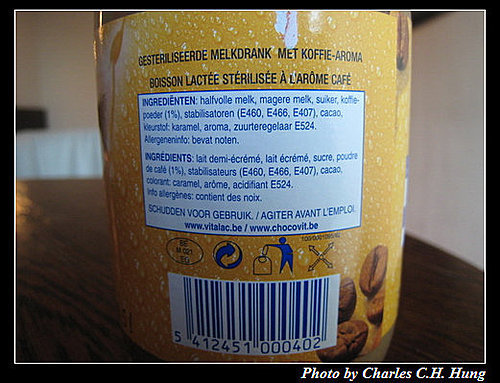 GESTERILISEERDE MELKDRANK MET KOFFIE-AROMA
BOISSON LACTÉE STÉRILISÉE À L'ARÔME CAFÉ
INGREDIËNTEN: halfvolle melk, magere melk, suiker, koffie-
poeder (1%), stabilisatoren (E460, E466, E407), cacao,
kleurstof: karamel, aroma, zuurteregelaar E524.
Allergeneninfo: bevat noten.
INGRÉDIENTS: lait demi-écrémé, lait écrémé, sucre, poudre
de café (1%), stabilisateurs (E460, E466, E407), cacao,
colorant: caramel, arôme, acidifiant E524.
Info allergènes: contient des noix.
SCHUDDEN VOOR GEBRUIK. / AGITER AVANT L'EMPLOI.
www.vitalac.be / www.chocovit.be
BE
M 021
EG
5 412451 000402
Photo by Charles C.H. Hung